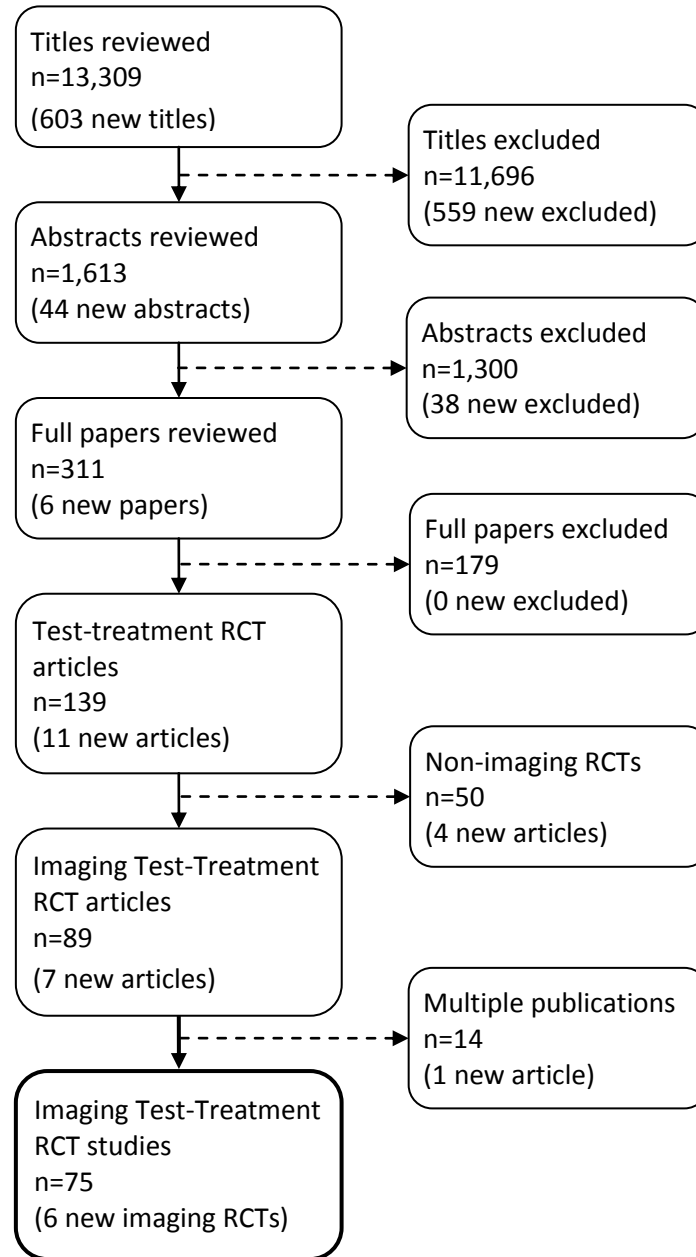 Titles reviewed
n=13,309
(603 new titles)
Titles excluded
n=11,696
(559 new excluded)
Abstracts reviewed
n=1,613
(44 new abstracts)
Abstracts excluded
n=1,300
(38 new excluded)
Full papers reviewed
n=311
(6 new papers)
Full papers excluded
n=179
(0 new excluded)
Test-treatment RCT
articles
n=139
(11 new articles)
Non-imaging RCTs
n=50
(4 new articles)
Imaging Test-Treatment
RCT articles
n=89
(7 new articles)
Multiple publications
n=14
(1 new article)
Imaging Test-Treatment
RCT studies
n=75
(6 new imaging RCTs)